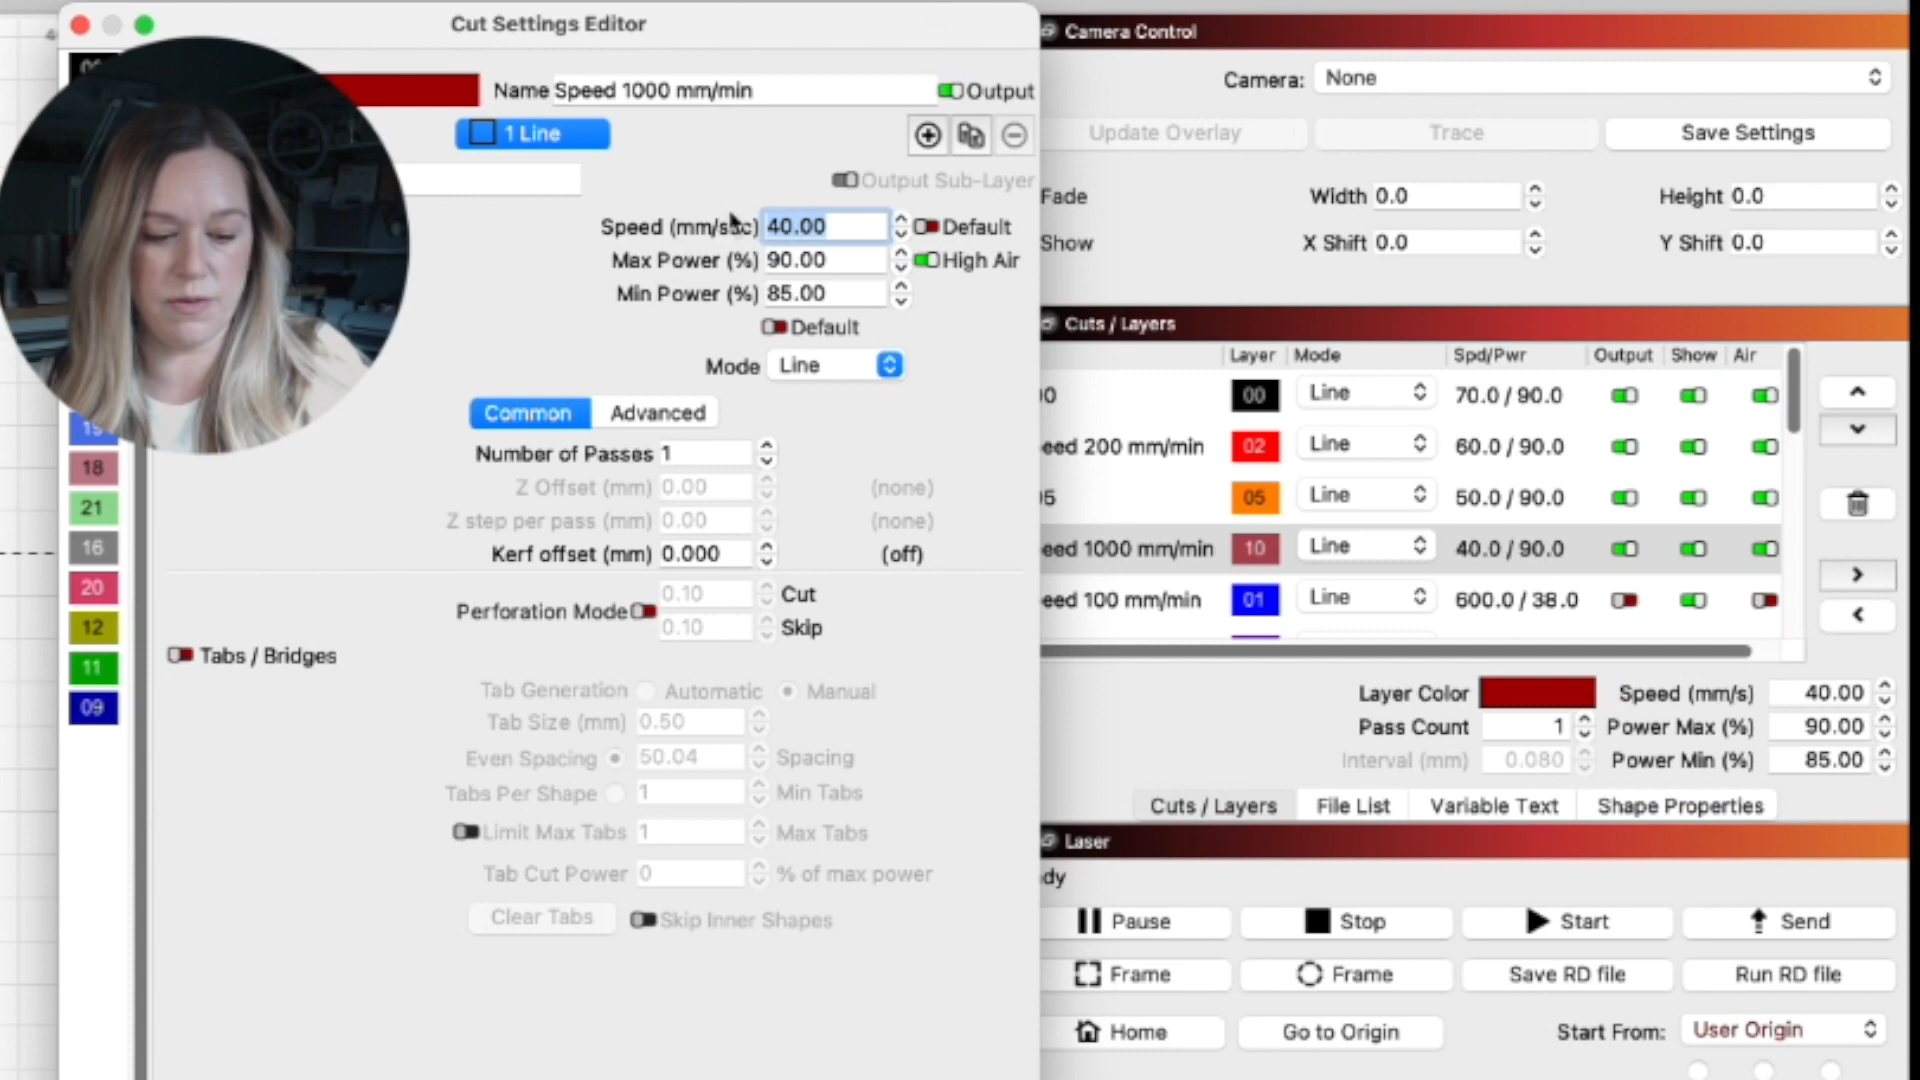 Cut Settings Editor
Name Speed 1000 mm/min
Output
1 Line
Output Sub-Layer
Speed (mm/sec) 40.00 Default
Max Power (%) 90.00 High Air
Min Power (%) 85.00
Default
Mode Line
Common Advanced
Number of Passes 1
Z Offset (mm) 0.00 (none)
Z step per pass (mm) 0.00 (none)
Kerf offset (mm) 0.000 (off)
0.10 Cut
Perforation Mode
0.10 Skip
Tabs / Bridges
Tab Generation Automatic Manual
Tab Size (mm) 0.50
Even Spacing 50.04 Spacing
Tabs Per Shape 1 Min Tabs
Limit Max Tabs 1 Max Tabs
Tab Cut Power 0 % of max power
Clear Tabs Skip Inner Shapes
18
21
16
20
12
11
09
Camera Control
Camera: None
Update Overlay Trace Save Settings
Fade Width 0.0 Height 0.0
Show X Shift 0.0 Y Shift 0.0
Cuts / Layers
Layer Mode Spd/Pwr Output Show Air
00 Line 70.0 / 90.0
eed 200 mm/min 02 Line 60.0 / 90.0
05 Line 50.0 / 90.0
eed 1000 mm/min 10 Line 40.0 / 90.0
eed 100 mm/min 01 Line 600.0 / 38.0
Layer Color Speed (mm/s) 40.00
Pass Count 1 Power Max (%) 90.00
Interval (mm) 0.080 Power Min (%) 85.00
Cuts / Layers File List Variable Text Shape Properties
Laser
dy
Pause Stop Start Send
Frame Frame Save RD file Run RD file
Home Go to Origin Start From: User Origin